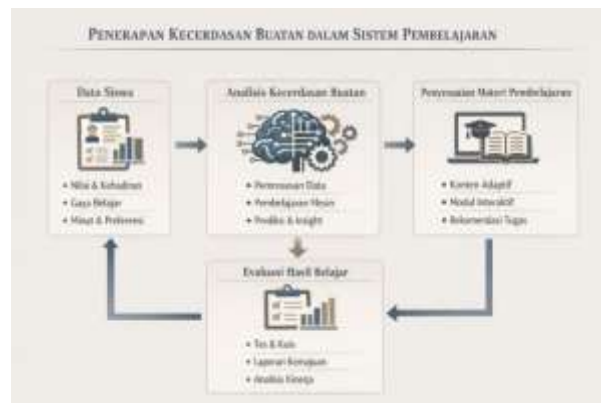 PENERAPAN KECERDASAN BUATAN DALAM SISTEM PEMBELAJARAN
Data Siswa
• Nilai & Kehadiran
• Gaya Belajar
• Minat & Preferensi
Analisis Kecerdasan Buatan
• Pemrosesan Data
• Pembelajaran Mesin
• Prediksi & Insight
Penyesuaian Materi Pembelajaran
• Konten Adaptif
• Modul Interaktif
• Rekomendasi Tugas
Evaluasi Hasil Belajar
• Tes & Kuis
• Laporan Kemajuan
• Analisis Kinerja